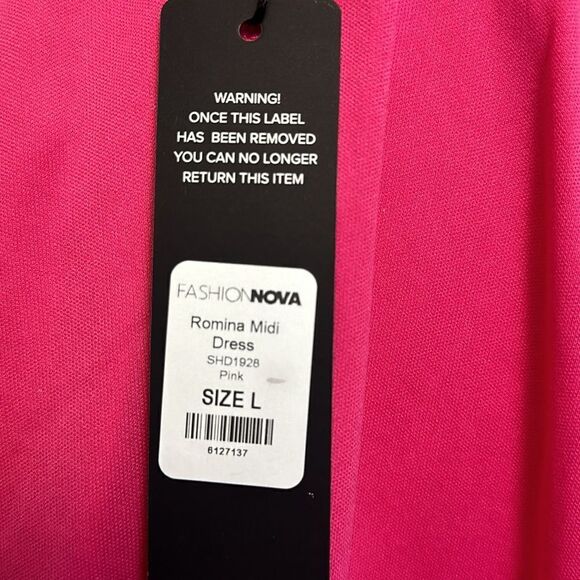 WARNING!
ONCE THIS LABEL
HAS BEEN REMOVED
YOU CAN NO LONGER
RETURN THIS ITEM
FASHIONNOVA
Romina Midi
Dress
SHD1928
Pink
SIZE L
6127137